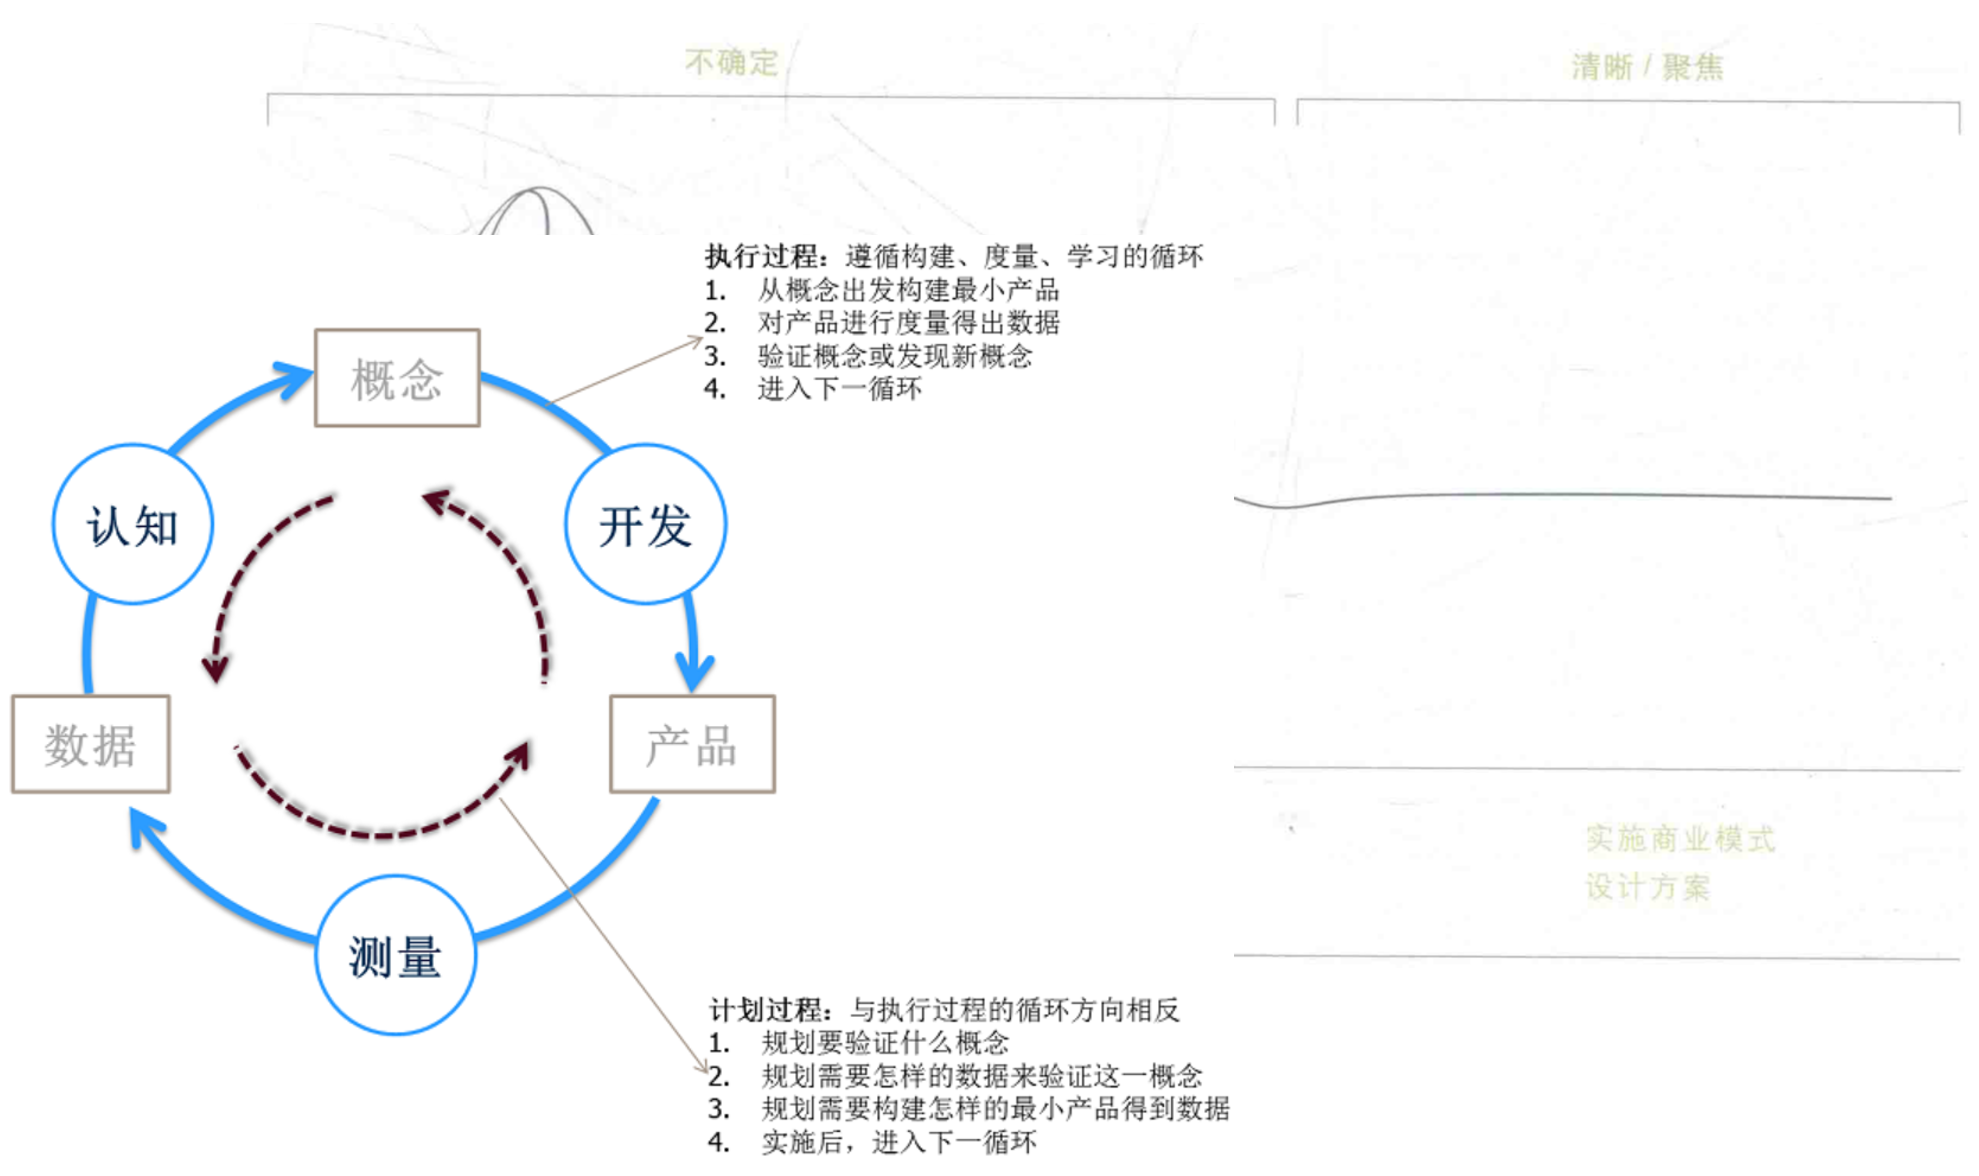 不确定
清晰 / 聚焦
执行过程：遵循构建、度量、学习的循环
1. 从概念出发构建最小产品
2. 对产品进行度量得出数据
3. 验证概念或发现新概念
4. 进入下一循环
概念
认知
开发
数据
产品
测量
实施商业模式
设计方案
计划过程：与执行过程的循环方向相反
1. 规划要验证什么概念
2. 规划需要怎样的数据来验证这一概念
3. 规划需要构建怎样的最小产品得到数据
4. 实施后，进入下一循环